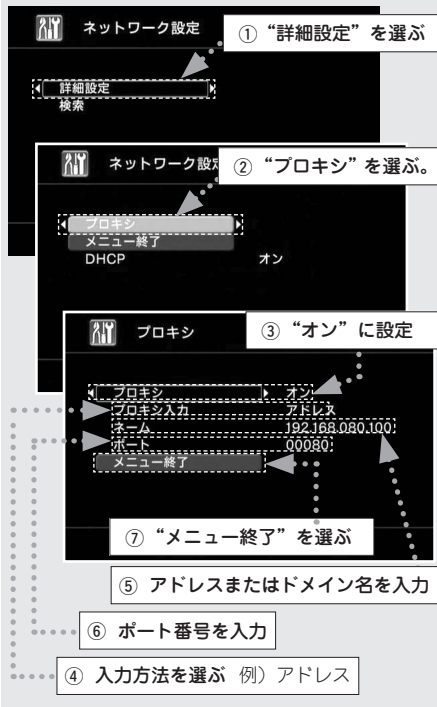 ネットワーク設定
① “詳細設定”を選ぶ
詳細設定
検索
ネットワーク設定
② “プロキシ”を選ぶ。
プロキシ
メニュー終了
DHCP オン
プロキシ
③ “オン”に設定
プロキシ オン
プロキシ入力 アドレス
ネーム 192.168.080.100
ポート 00080
メニュー終了
⑦ “メニュー終了”を選ぶ
⑤ アドレスまたはドメイン名を入力
⑥ ポート番号を入力
④ 入力方法を選ぶ 例）アドレス